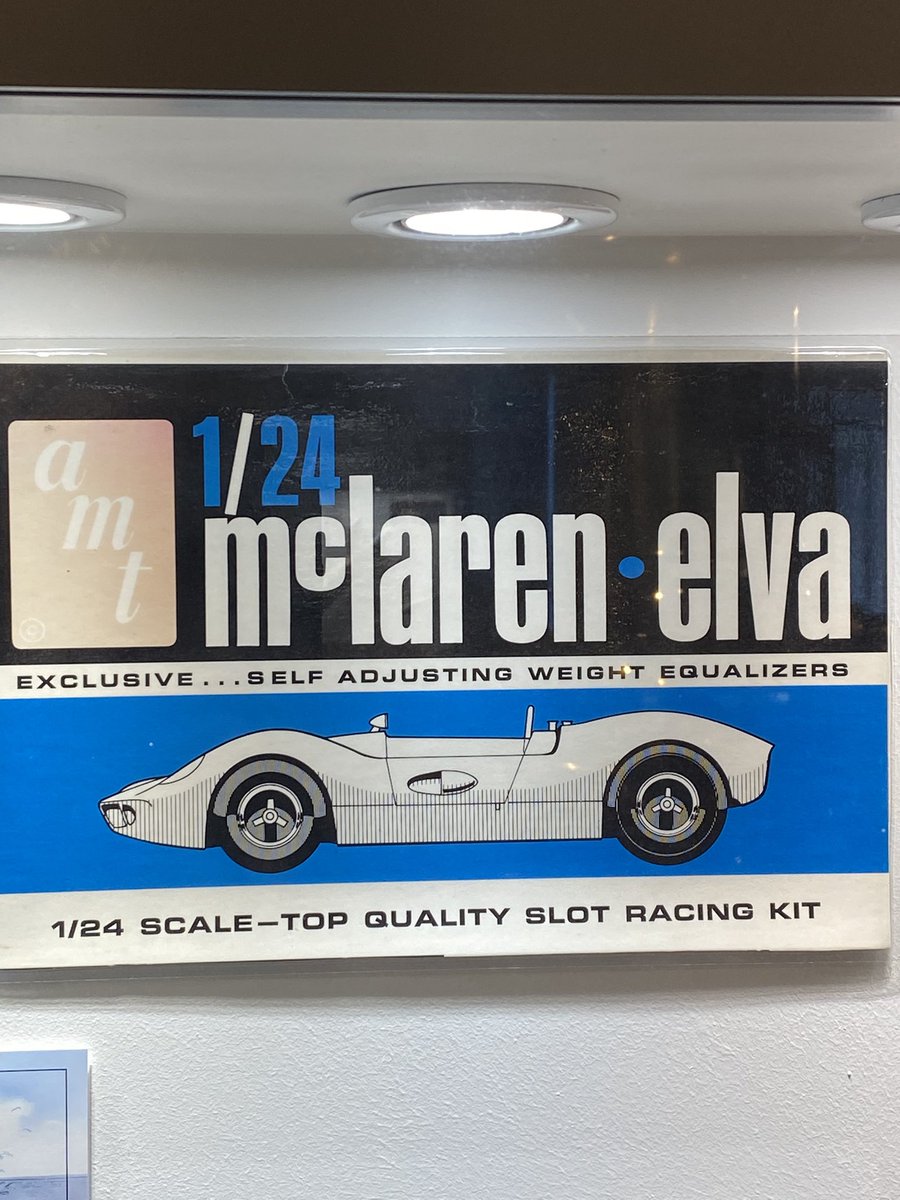 amt
©
1/24
mclaren·elva
EXCLUSIVE...SELF ADJUSTING WEIGHT EQUALIZERS
1/24 SCALE—TOP QUALITY SLOT RACING KIT